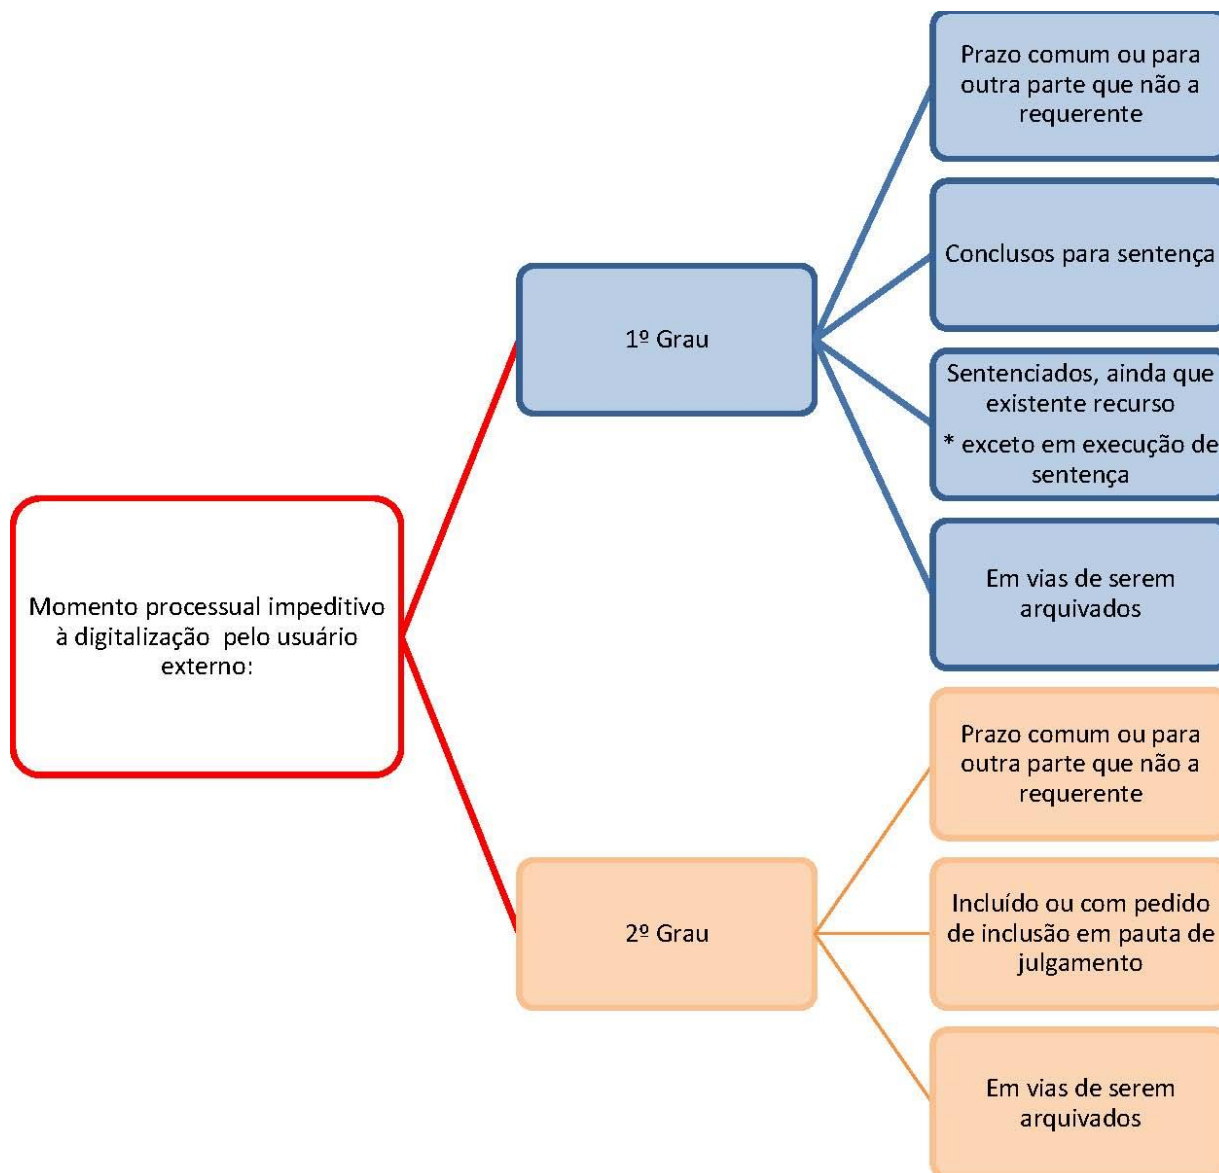 Momento processual impeditivo
à digitalização pelo usuário
externo:
1º Grau
Prazo comum ou para
outra parte que não a
requerente
Conclusos para sentença
Sentenciados, ainda que
existente recurso
* exceto em execução de
sentença
Em vias de serem
arquivados
2º Grau
Prazo comum ou para
outra parte que não a
requerente
Incluído ou com pedido
de inclusão em pauta de
julgamento
Em vias de serem
arquivados